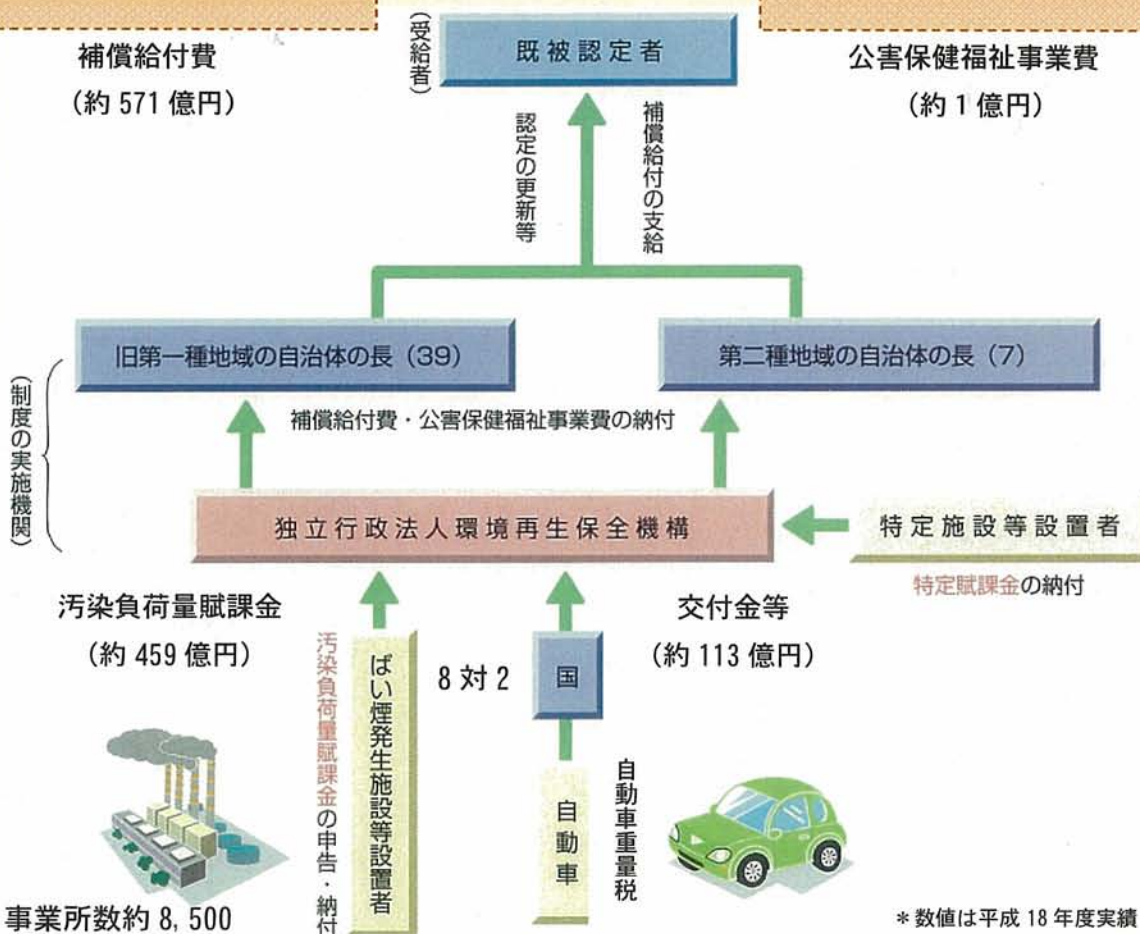 補償給付費
(約 571 億円)
(受給者)
既被認定者
公害保健福祉事業費
(約 1 億円)
認定の更新等
補償給付の支給
旧第一種地域の自治体の長 (39)
第二種地域の自治体の長 (7)
(制度の実施機関)
補償給付費・公害保健福祉事業費の納付
独立行政法人環境再生保全機構
特定施設等設置者
特定賦課金の納付
汚染負荷量賦課金
(約 459 億円)
汚染負荷量賦課金の申告・納付
ばい煙発生施設等設置者
8 対 2
国
交付金等
(約 113 億円)
自動車
自動車重量税
事業所数約 8, 500
*数値は平成 18 年度実績